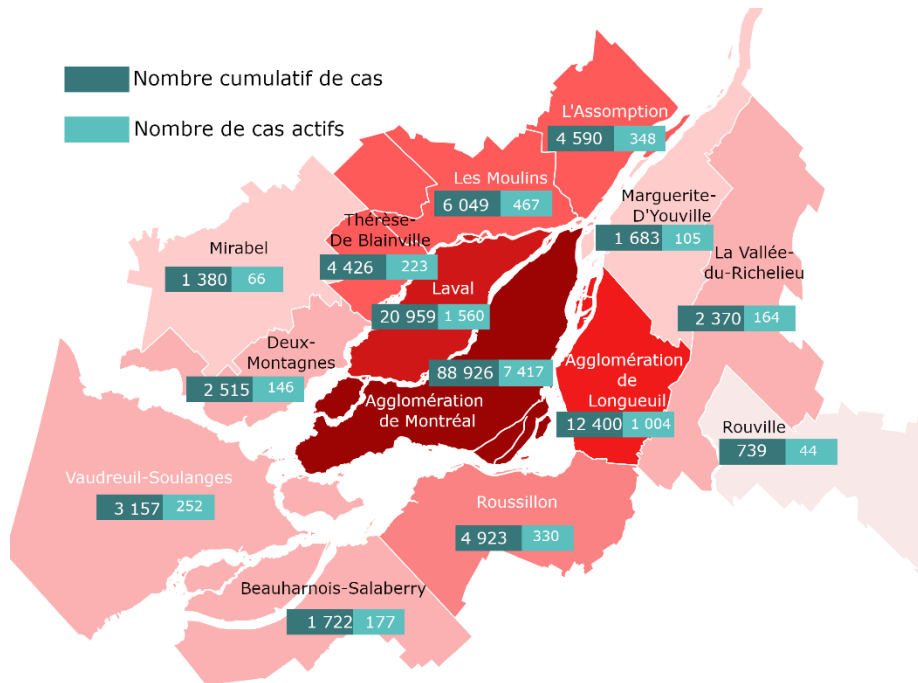 Nombre cumulatif de cas
Nombre de cas actifs
L'Assomption
4 590 348
Les Moulins
6 049 467
Marguerite-
D'Youville
1 683 105
Thérèse-
De Blainville
4 426 223
Mirabel
1 380 66
La Vallée-
du-Richelieu
2 370 164
Laval
20 959 1 560
Deux-
Montagnes
2 515 146
88 926 7 417
Agglomération
de Montréal
Agglomération
de
Longueuil
12 400 1 004
Rouville
739 44
Vaudreuil-Soulanges
3 157 252
Roussillon
4 923 330
Beauharnois-Salaberry
1 722 177